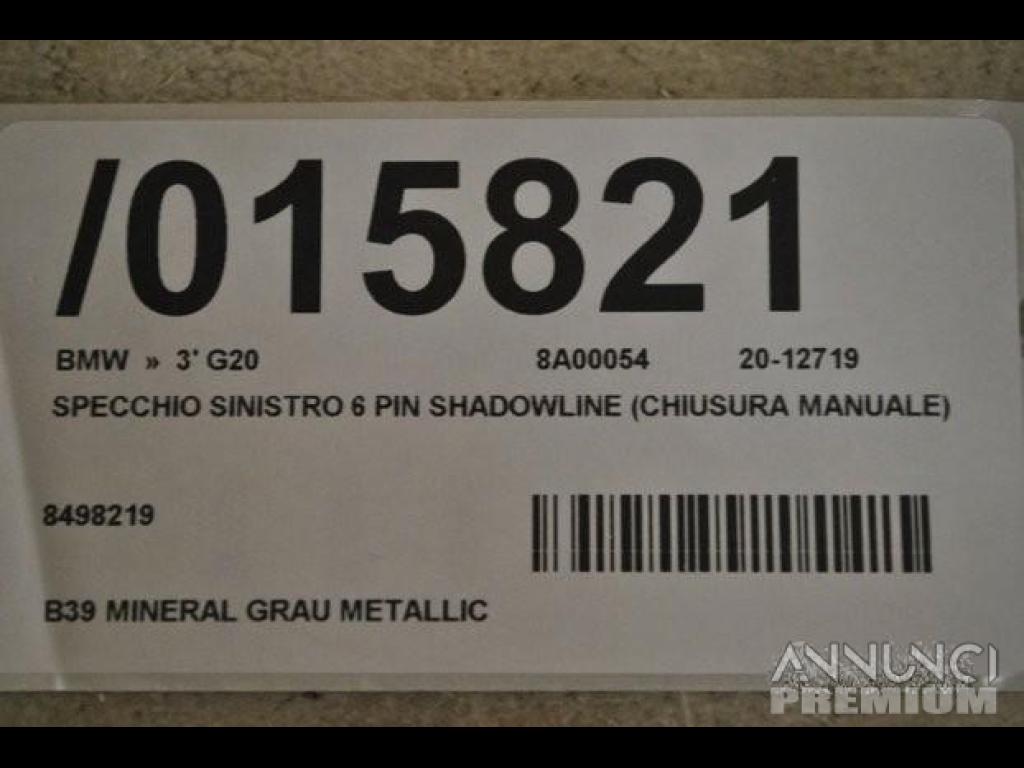 /015821
BMW » 3' G20 8A00054 20-12719
SPECCHIO SINISTRO 6 PIN SHADOWLINE (CHIUSURA MANUALE)
8498219
B39 MINERAL GRAU METALLIC
ANNUNCI
PREMIUM